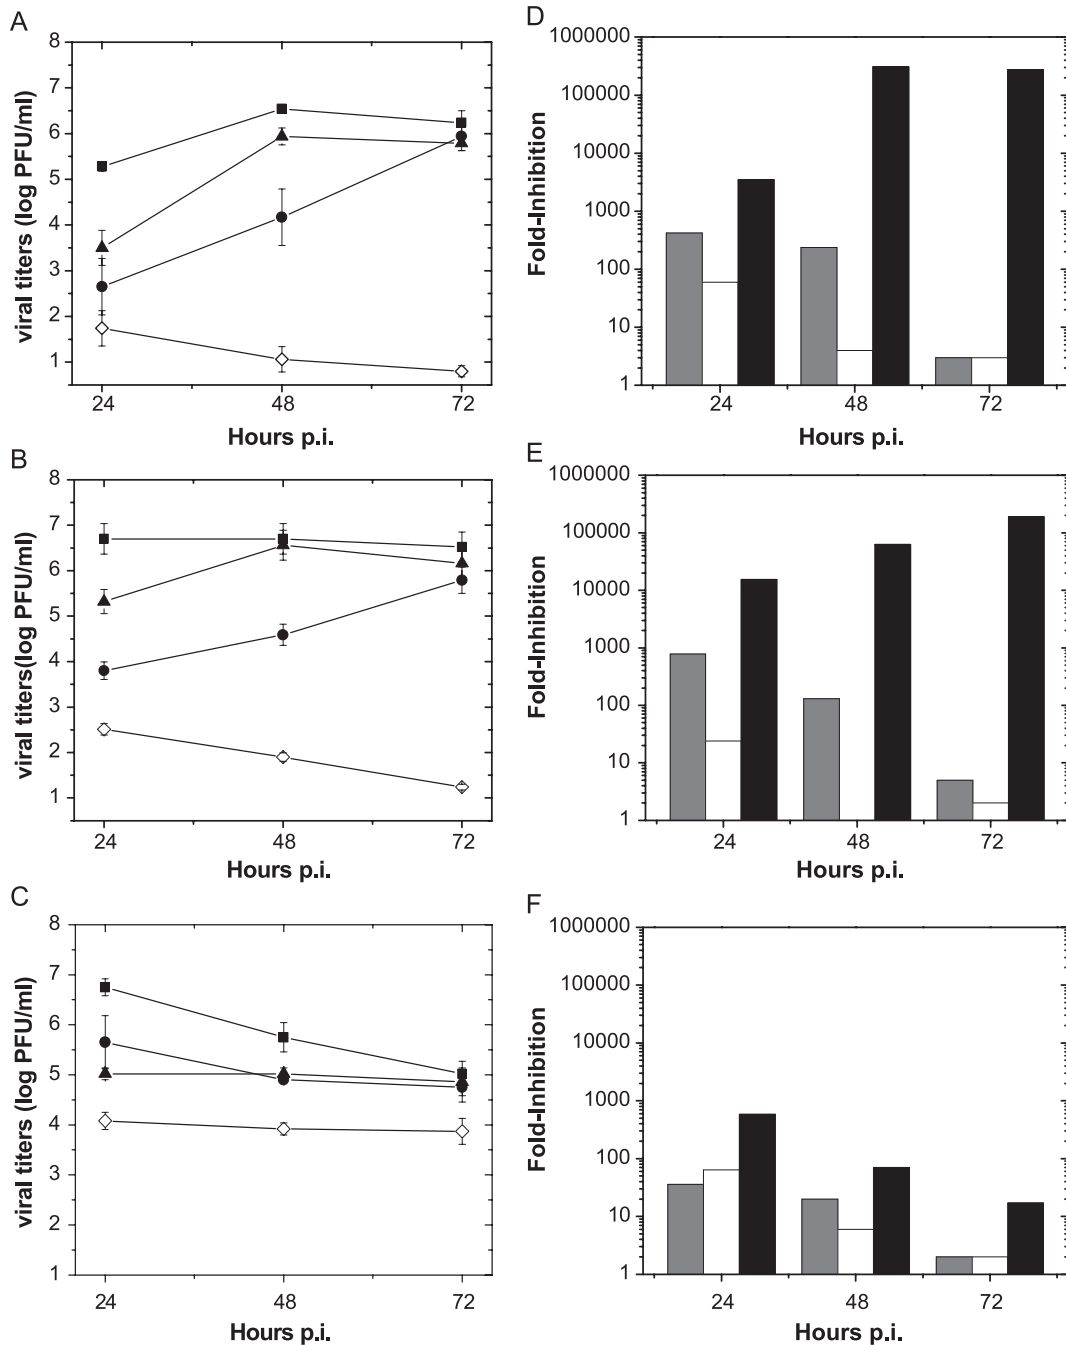 A
8
7
6
5
4
3
2
1
viral titers (log PFU/ml)
24 48 72
Hours p.i.
D
1000000
100000
10000
1000
100
10
1
Fold-Inhibition
24 48 72
Hours p.i.
B
8
7
6
5
4
3
2
1
viral titers(log PFU/ml)
24 48 72
Hours p.i.
E
1000000
100000
10000
1000
100
10
1
Fold-Inhibition
24 48 72
Hours p.i.
C
8
7
6
5
4
3
2
1
viral titers (log PFU/ml)
24 48 72
Hours p.i.
F
1000000
100000
10000
1000
100
10
1
Fold-Inhibition
24 48 72
Hours p.i.